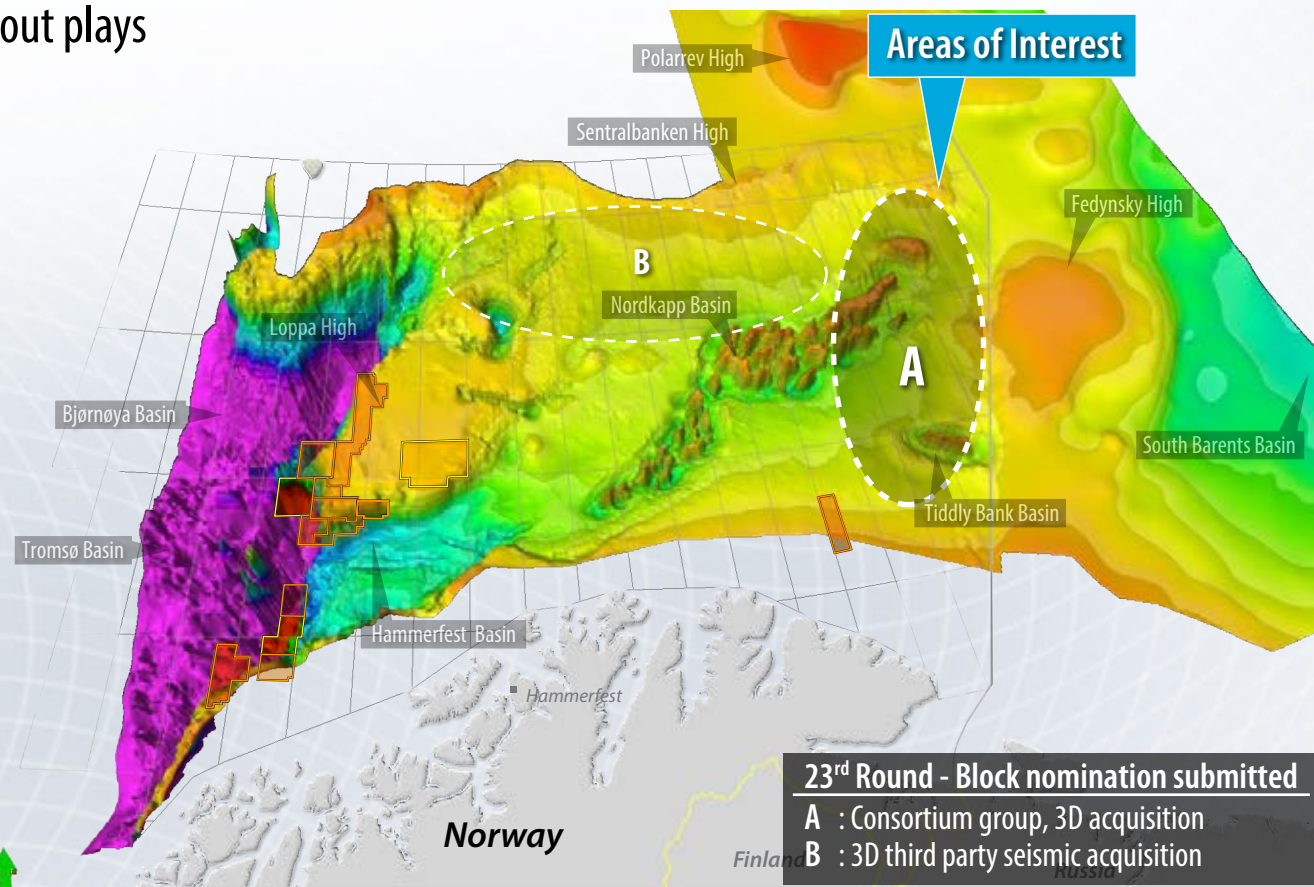 out plays
Areas of Interest
Polarrev High
Sentralbanken High
Fedynsky High
B
Nordkapp Basin
Loppa High
A
Bjørnøya Basin
South Barents Basin
Tiddly Bank Basin
Tromsø Basin
Hammerfest Basin
Hammerfest
23rd Round - Block nomination submitted
A : Consortium group, 3D acquisition
B : 3D third party seismic acquisition
Norway
Finland
Russia